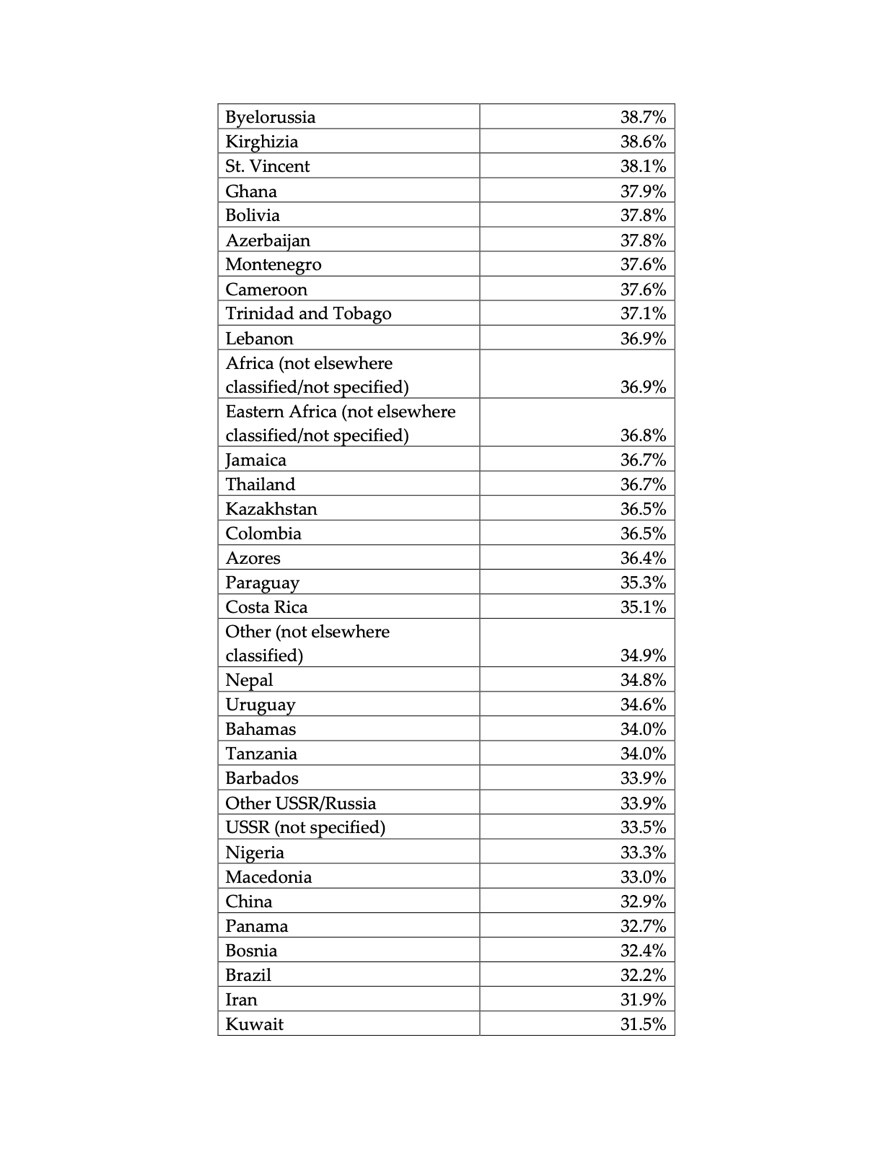 Byelorussia 38.7%
Kirghizia 38.6%
St. Vincent 38.1%
Ghana 37.9%
Bolivia 37.8%
Azerbaijan 37.8%
Montenegro 37.6%
Cameroon 37.6%
Trinidad and Tobago 37.1%
Lebanon 36.9%
Africa (not elsewhere
classified/not specified) 36.9%
Eastern Africa (not elsewhere
classified/not specified) 36.8%
Jamaica 36.7%
Thailand 36.7%
Kazakhstan 36.5%
Colombia 36.5%
Azores 36.4%
Paraguay 35.3%
Costa Rica 35.1%
Other (not elsewhere
classified) 34.9%
Nepal 34.8%
Uruguay 34.6%
Bahamas 34.0%
Tanzania 34.0%
Barbados 33.9%
Other USSR/Russia 33.9%
USSR (not specified) 33.5%
Nigeria 33.3%
Macedonia 33.0%
China 32.9%
Panama 32.7%
Bosnia 32.4%
Brazil 32.2%
Iran 31.9%
Kuwait 31.5%